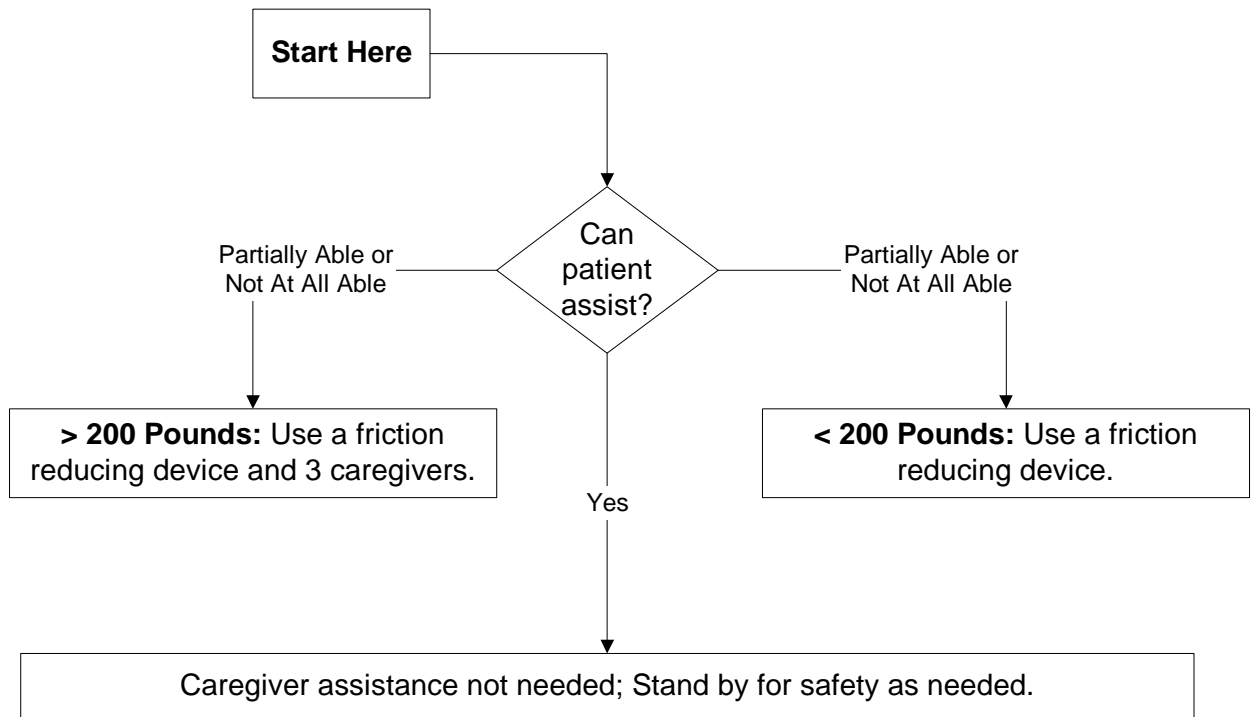 Start Here
Can
patient
assist?
Partially Able or
Not At All Able
Partially Able or
Not At All Able
> 200 Pounds: Use a friction
reducing device and 3 caregivers.
< 200 Pounds: Use a friction
reducing device.
Yes
Caregiver assistance not needed; Stand by for safety as needed.